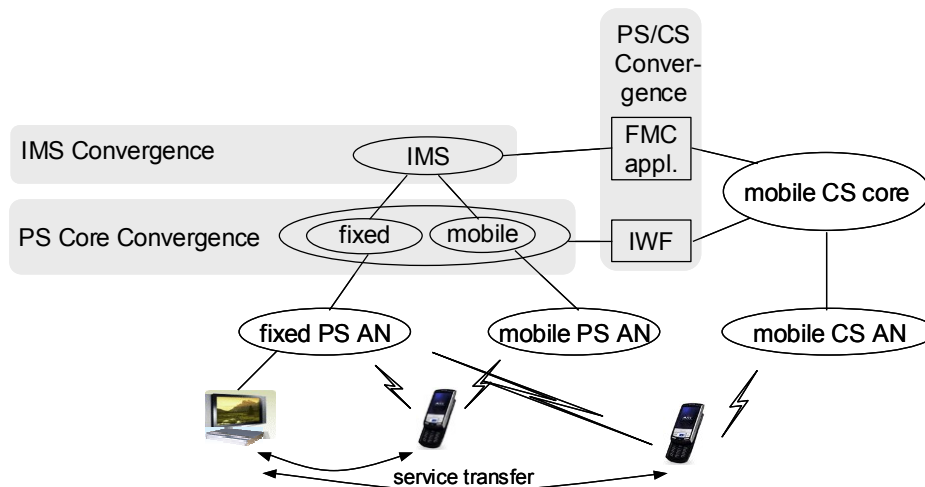 PS/CS
Conver-
gence
IMS Convergence
IMS
FMC
appl.
mobile CS core
PS Core Convergence
fixed
mobile
IWF
fixed PS AN
mobile PS AN
mobile CS AN
service transfer